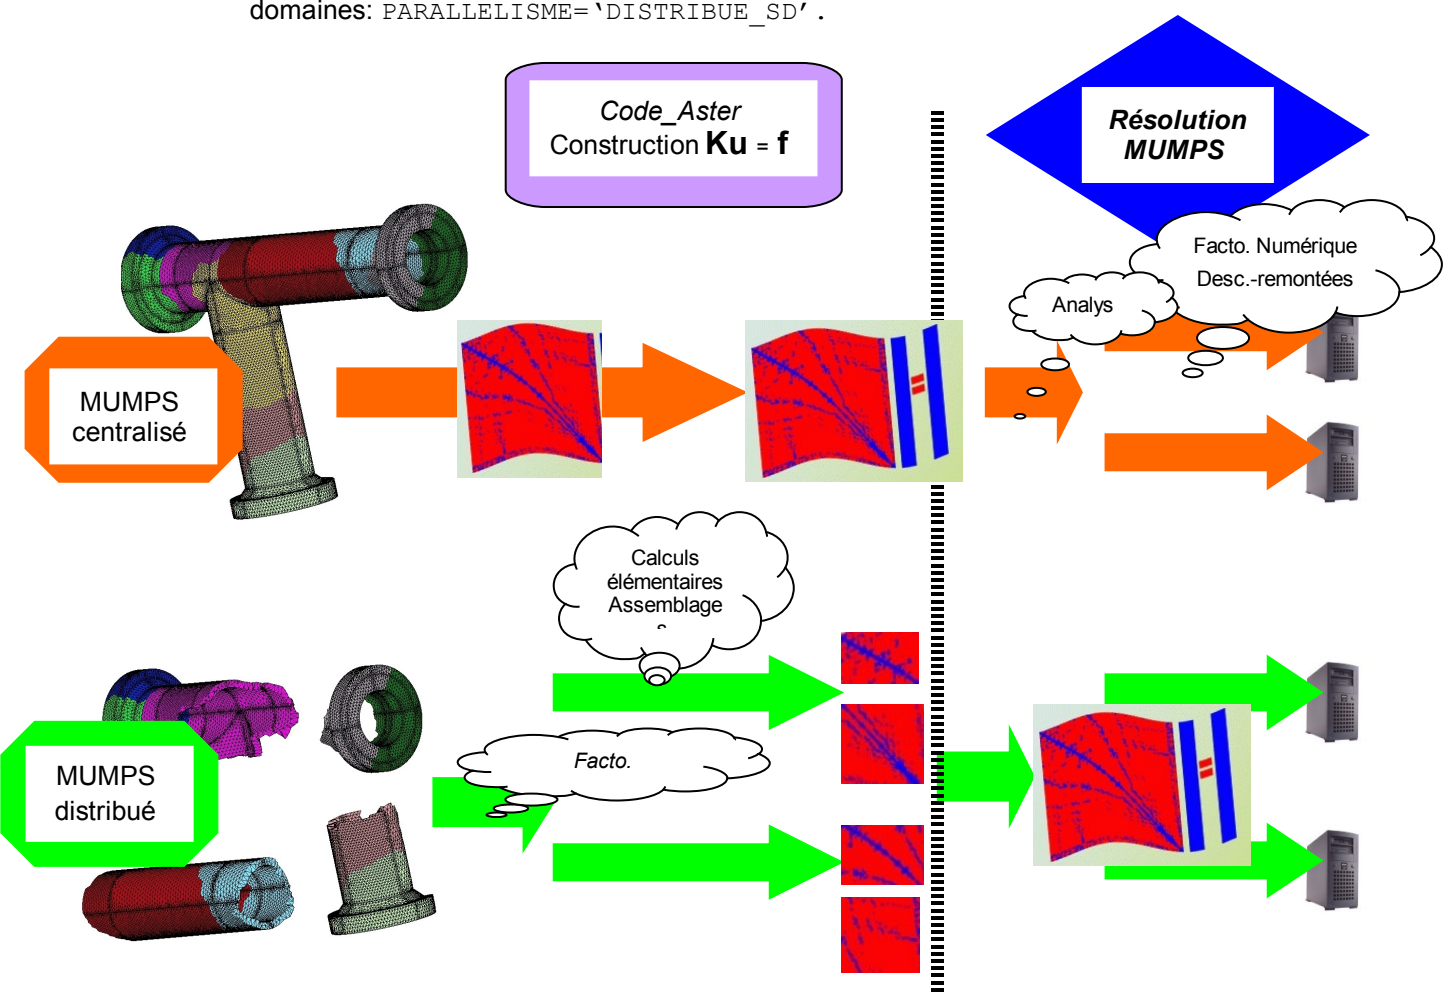 domaines: PARALLELISME=‘DISTRIBUE_SD’.
Code_Aster
Construction Ku = f
Résolution
MUMPS
Facto. Numérique
Desc.-remontées
Analys
MUMPS
centralisé
Calculs
élémentaires
Assemblage
MUMPS
distribué
Facto.